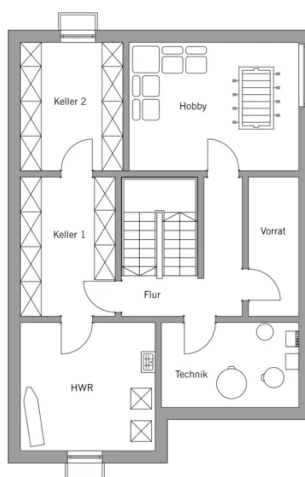 Keller 2
Hobby
Keller 1
Vorrat
Flur
HWR
Technik